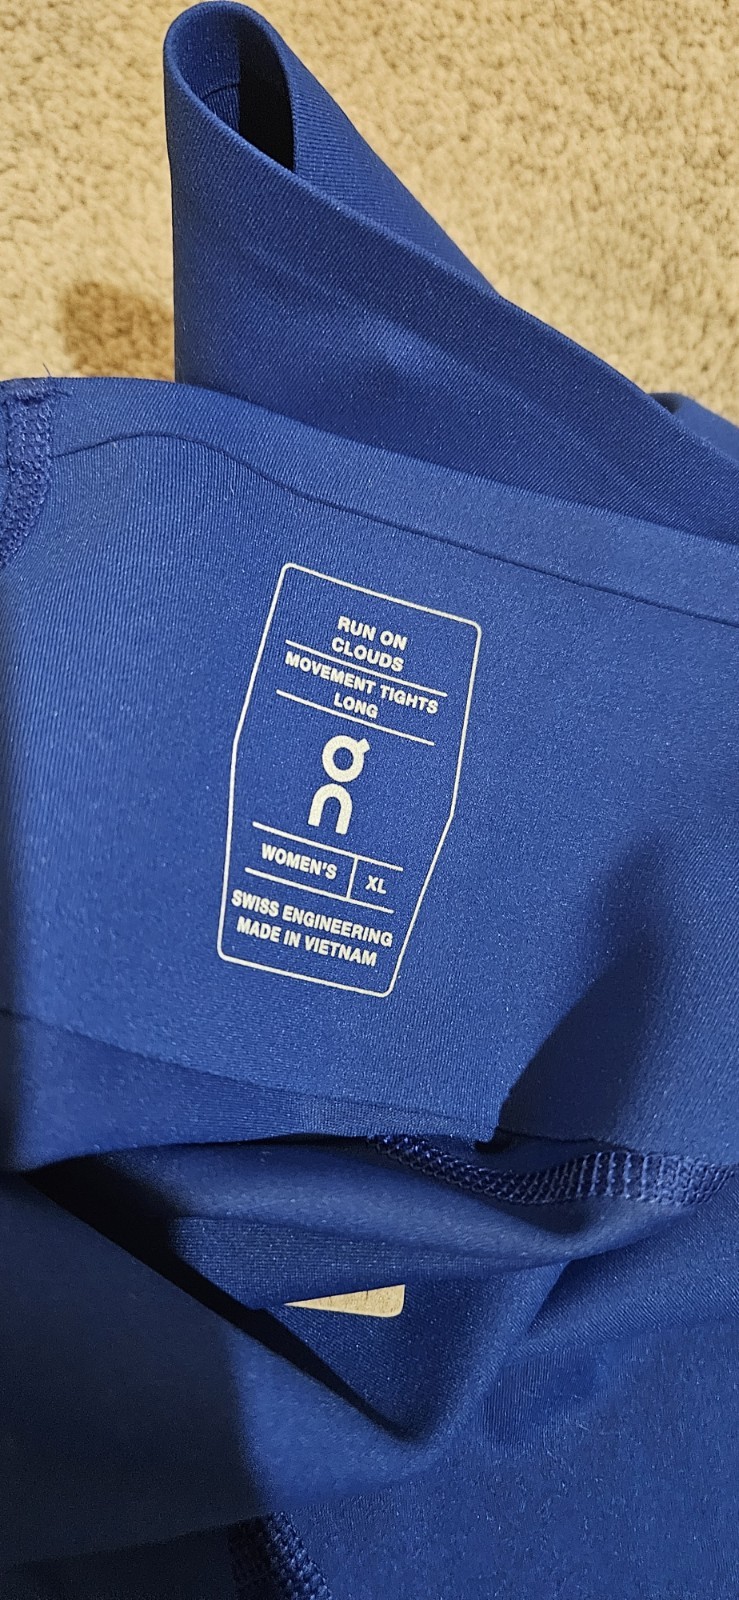 RUN ON
CLOUDS
MOVEMENT TIGHTS
LONG
WOMEN'S XL
SWISS ENGINEERING
MADE IN VIETNAM